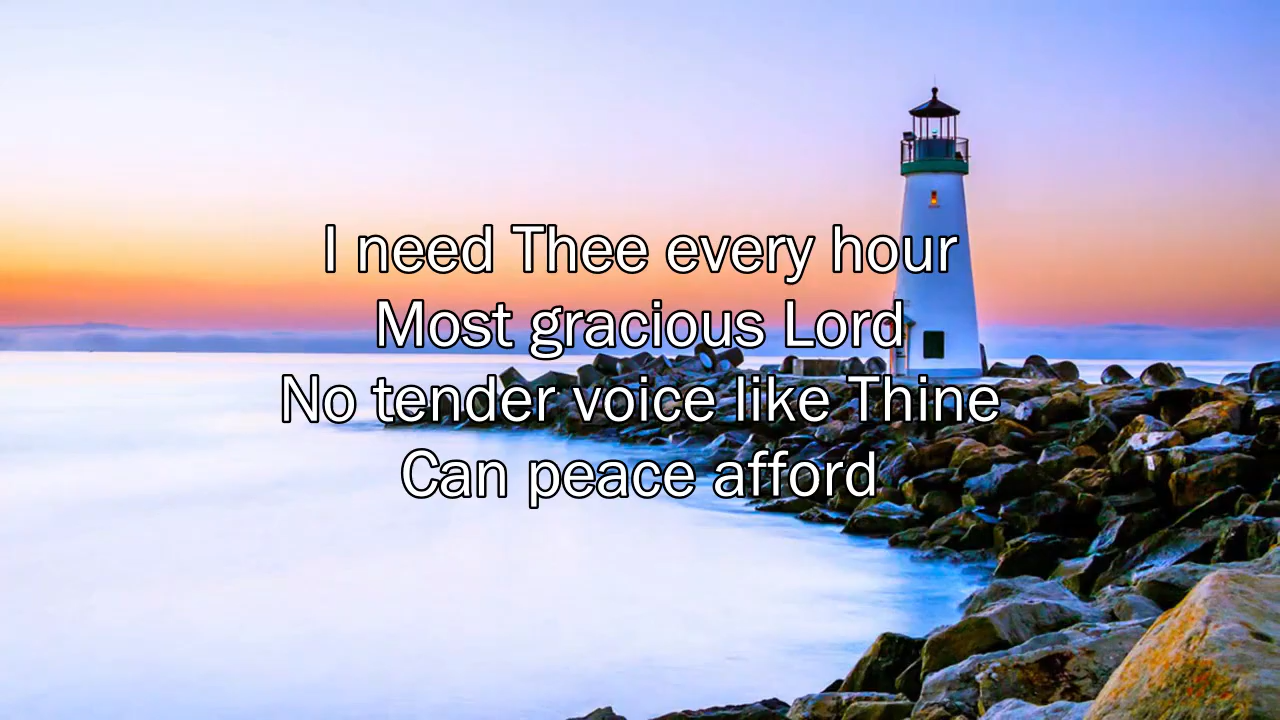 I need Thee every hour
Most gracious Lord
No tender voice like Thine
Can peace afford